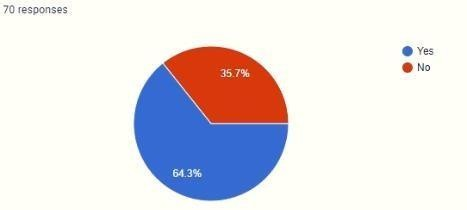 70 responses
Yes
No
35.7%
64.3%